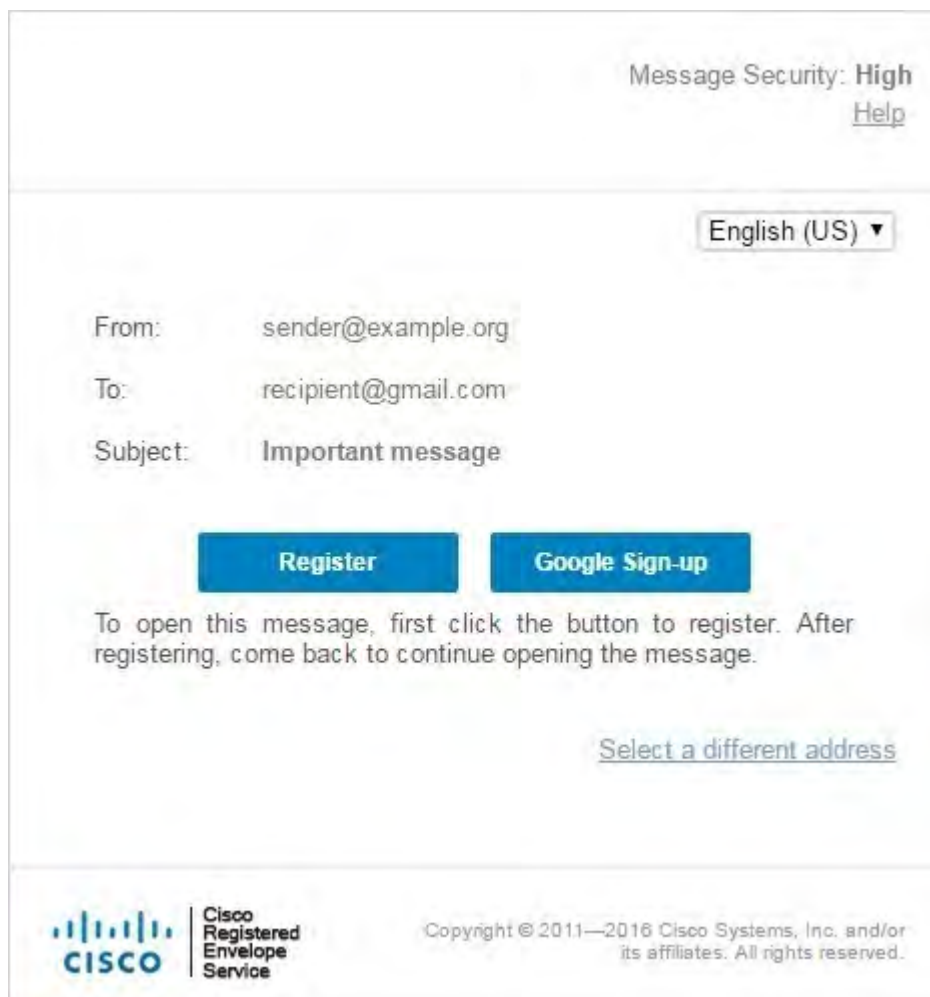 Message Security: High
Help
English (US)
From: sender@example.org
To: recipient@gmail.com
Subject: Important message
Register Google Sign-up
To open this message, first click the button to register. After
registering, come back to continue opening the message.
Select a different address
CISCO
Cisco
Registered
Envelope
Service
Copyright © 2011—2016 Cisco Systems, Inc. and/or
its affiliates. All rights reserved.